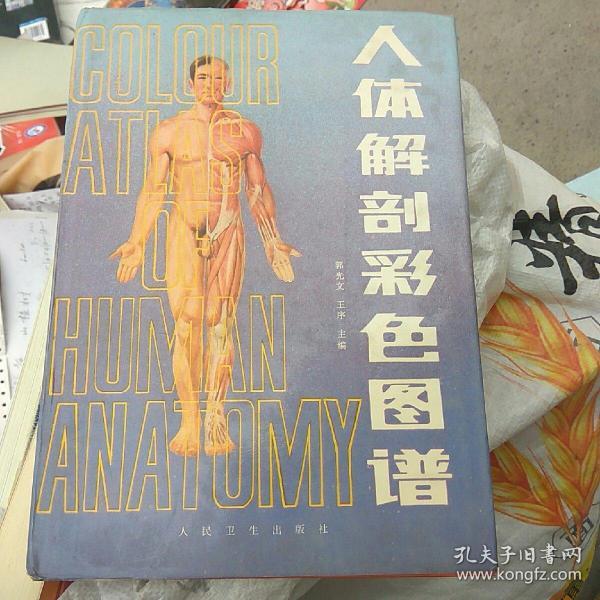 COLOUR
ATLAS
OF
HUMAN
ANATOMY
人体解剖彩色图谱
郭光文 王序 主编
人民卫生出版社
孔夫子旧书网
www.kongfz.com